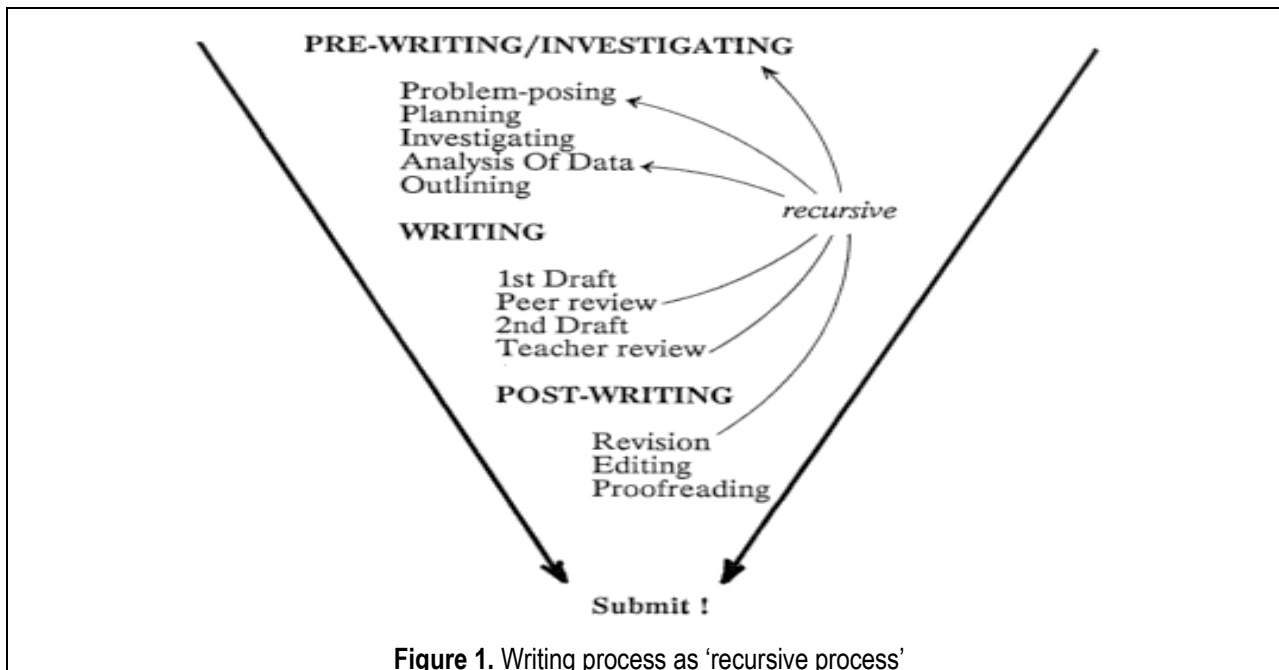 PRE-WRITING/INVESTIGATING
Problem-posing
Planning
Investigating
Analysis Of Data
Outlining
recursive
WRITING
1st Draft
Peer review
2nd Draft
Teacher review
POST-WRITING
Revision
Editing
Proofreading
Submit !
Figure 1. Writing process as ‘recursive process’